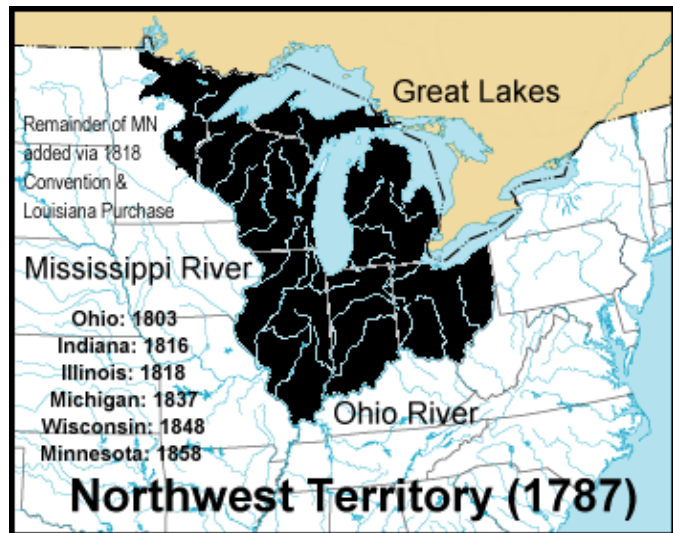 Great Lakes
Remainder of MN
added via 1818
Convention &
Louisiana Purchase
Mississippi River
Ohio: 1803
Indiana: 1816
Illinois: 1818
Michigan: 1837
Wisconsin: 1848
Minnesota: 1858
Ohio River
Northwest Territory (1787)